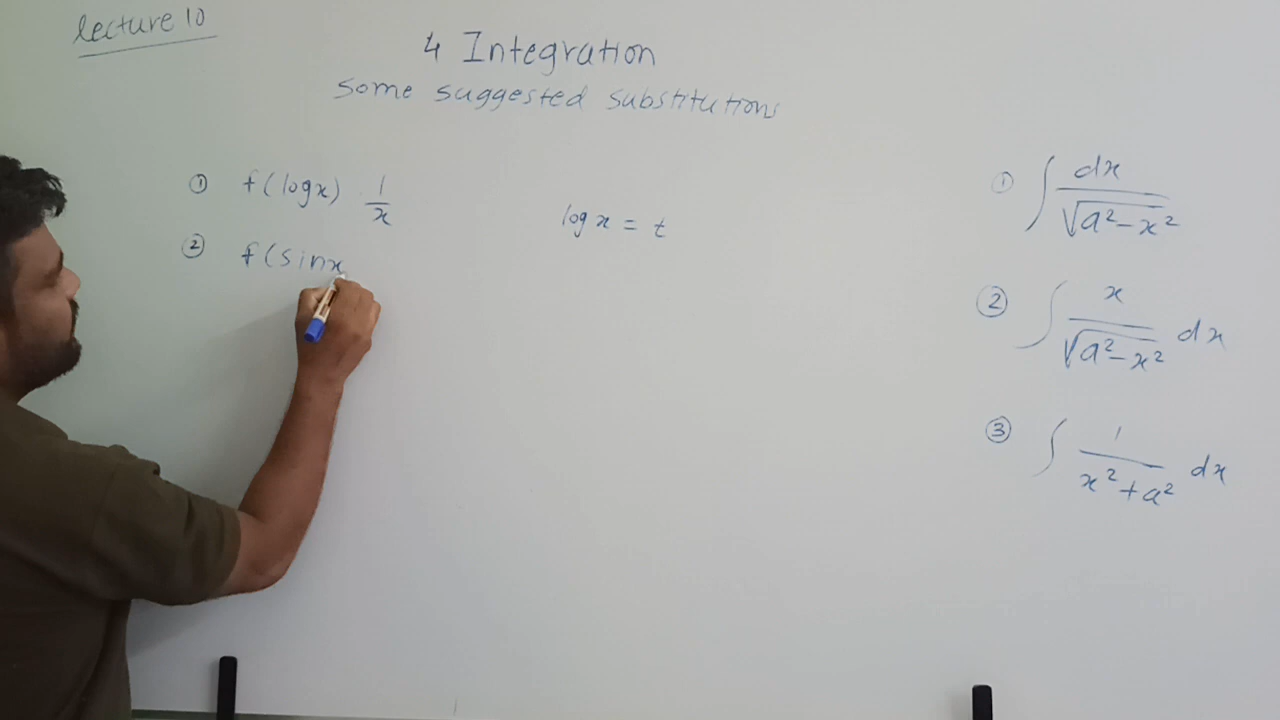 lecture 10
4 Integration
some suggested substitutions
① f(logx) 1/x
logx = t
② f(sinx
① ∫ dx/√(a²-x²)
② ∫ x/√(a²-x²) dx
③ ∫ 1/(x²+a²) dx